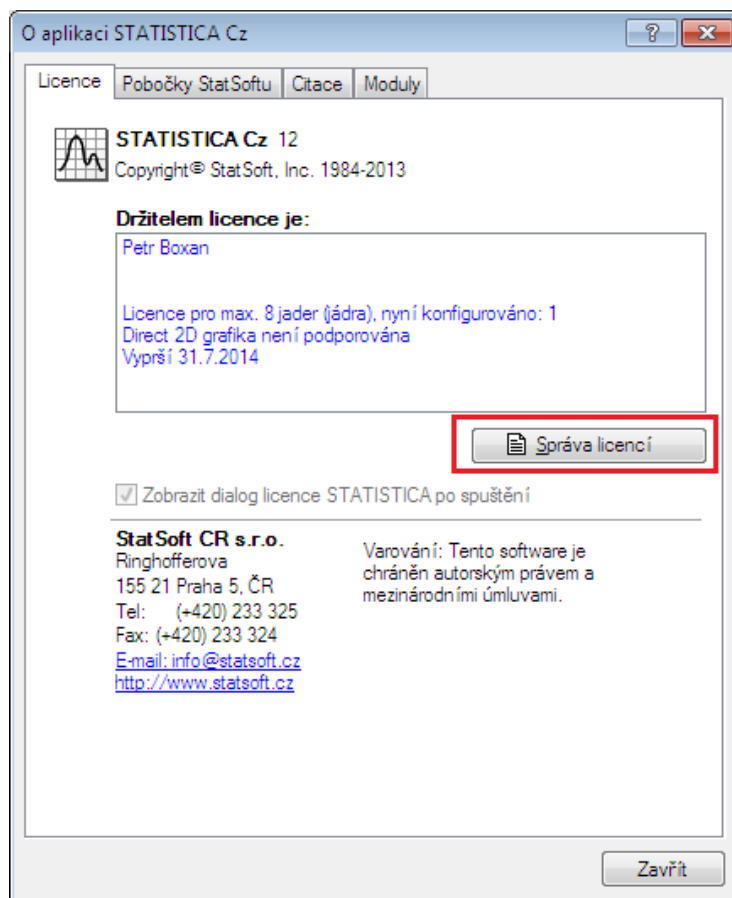 O aplikaci STATISTICA Cz
Licence
Pobočky StatSoftu
Citace
Moduly
STATISTICA Cz 12
Copyright© StatSoft, Inc. 1984-2013
Držitelem licence je:
Petr Boxan
Licence pro max. 8 jader (jádra), nyní konfigurováno: 1
Direct 2D grafika není podporována
Vyprší 31.7.2014
Správa licencí
Zobrazit dialog licence STATISTICA po spuštění
StatSoft CR s.r.o.
Ringhofferova
155 21 Praha 5, ČR
Tel: (+420) 233 325
Fax: (+420) 233 324
E-mail: info@statsoft.cz
http://www.statsoft.cz
Varování: Tento software je
chráněn autorským právem a
mezinárodními úmluvami.
Zavřít